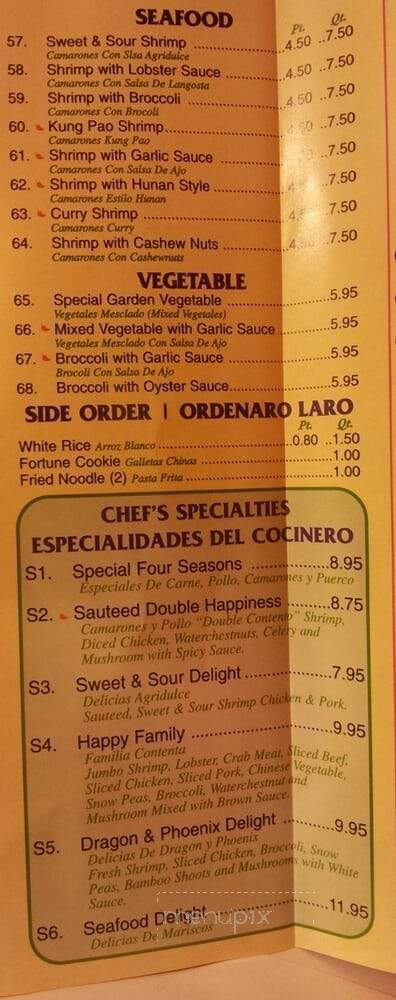 SEAFOOD
Pt. Qt.
57. Sweet & Sour Shrimp ..........4.50 ..7.50
Camarones Con Slsa Agridulce
58. Shrimp with Lobster Sauce ..........4.50 ..7.50
Camarones Con Salsa De Langosta
59. Shrimp with Broccoli ..........4.50 ..7.50
Camarones Con Brocoli
60. Kung Pao Shrimp.......... ..7.50
Camarones Kung Pao
61. Shrimp with Garlic Sauce .......... ..7.50
Camarones Con Salsa De Ajo
62. Shrimp with Hunan Style .......... ..7.50
Camarones Estilo Hunan
63. Curry Shrimp .......... ..7.50
Camarones Curry
64. Shrimp with Cashew Nuts .......... ..7.50
Camarones Con Cashewnuts
VEGETABLE
65. Special Garden Vegetable ..........5.95
Vegetales Mesclado (Mixed Vegetales)
66. Mixed Vegetable with Garlic Sauce ..........5.95
Vegetales Mesclado Con Salsa De Ajo
67. Broccoli with Garlic Sauce ..........5.95
Brocoli Con Salsa De Ajo
68. Broccoli with Oyster Sauce..........5.95
SIDE ORDER | ORDENARO LARO
Pt. Qt.
White Rice Arroz Blanco ..........0.80 ..1.50
Fortune Cookie Galletas Chinas ..........1.00
Fried Noodle (2) Pasta Frita ..........1.00
CHEF'S SPECIALTIES
ESPECIALIDADES DEL COCINERO
S1. Special Four Seasons ..........8.95
Especiales De Carne, Pollo, Camarones y Puerco
S2. Sauteed Double Happiness ..........8.75
Camarones y Pollo "Double Contento" Shrimp,
Diced Chicken, Waterchestnuts, Celery and
Mushroom with Spicy Sauce.
S3. Sweet & Sour Delight ..........7.95
Delicias Agridulce
Sauteed, Sweet & Sour Shrimp Chicken & Pork.
S4. Happy Family ..........9.95
Familia Contenta
Jumbo Shrimp, Lobster, Crab Meat, Sliced Beef,
Sliced Chicken, Sliced Pork, Chinese Vegetable,
Snow Peas, Broccoli, Waterchestnut and
Mushroom Mixed with Brown Sauce.
S5. Dragon & Phoenix Delight ..........9.95
Delicias De Dragon y Phoenix
Fresh Shrimp, Sliced Chicken, Broccoli, Snow
Peas, Bamboo Shoots and Mushrooms with White
Sauce.
S6. Seafood Delight ..........11.95
Delicias De Mariscos
menupix